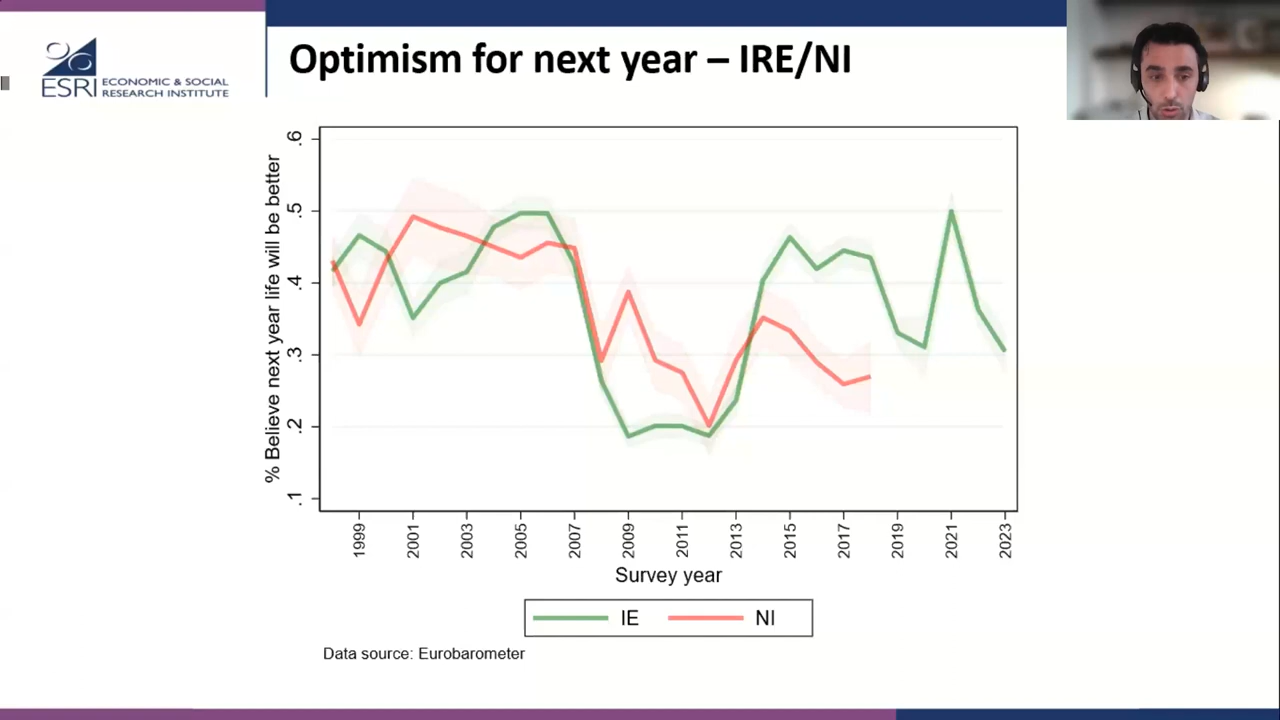 ESRI
ECONOMIC & SOCIAL
RESEARCH INSTITUTE
Optimism for next year – IRE/NI
% Believe next year life will be better
.6
.5
.4
.3
.2
.1
1999
2001
2003
2005
2007
2009
2011
2013
2015
2017
2019
2021
2023
Survey year
IE
NI
Data source: Eurobarometer